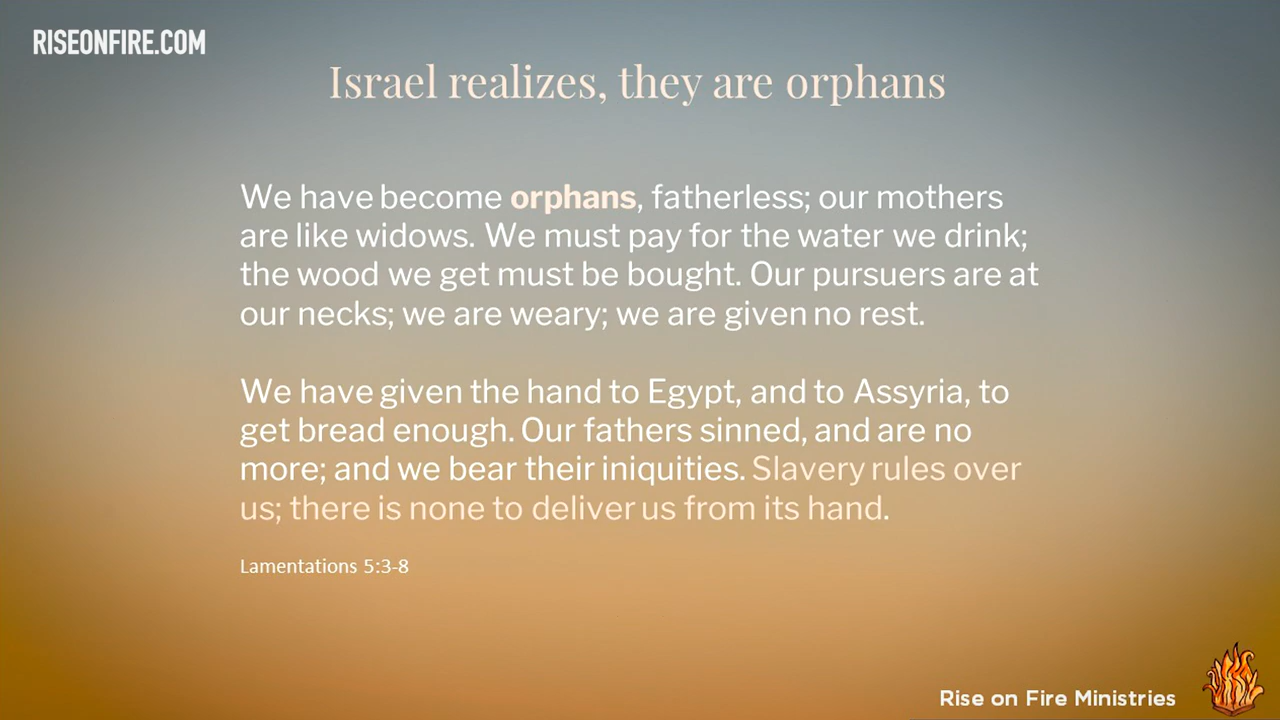 RISEONFIRE.COM
Israel realizes, they are orphans
We have become orphans, fatherless; our mothers
are like widows. We must pay for the water we drink;
the wood we get must be bought. Our pursuers are at
our necks; we are weary; we are given no rest.
We have given the hand to Egypt, and to Assyria, to
get bread enough. Our fathers sinned, and are no
more; and we bear their iniquities. Slavery rules over
us; there is none to deliver us from its hand.
Lamentations 5:3-8
Rise on Fire Ministries